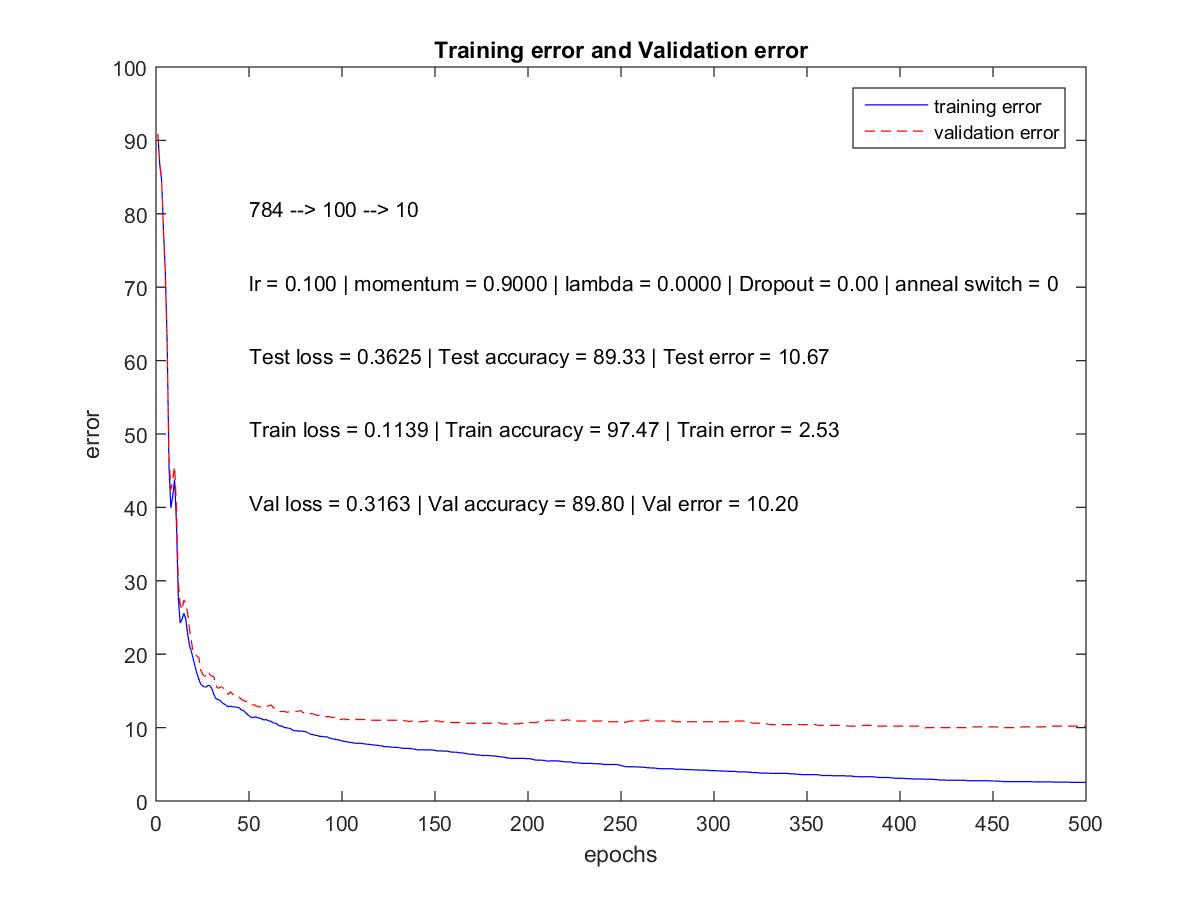 Training error and Validation error
100
training error
validation error
90
784 --> 100 --> 10
80
lr = 0.100 | momentum = 0.9000 | lambda = 0.0000 | Dropout = 0.00 | anneal switch = 0
70
Test loss = 0.3625 | Test accuracy = 89.33 | Test error = 10.67
60
Train loss = 0.1139 | Train accuracy = 97.47 | Train error = 2.53
50
error
Val loss = 0.3163 | Val accuracy = 89.80 | Val error = 10.20
40
30
20
10
0
0 50 100 150 200 250 300 350 400 450 500
epochs